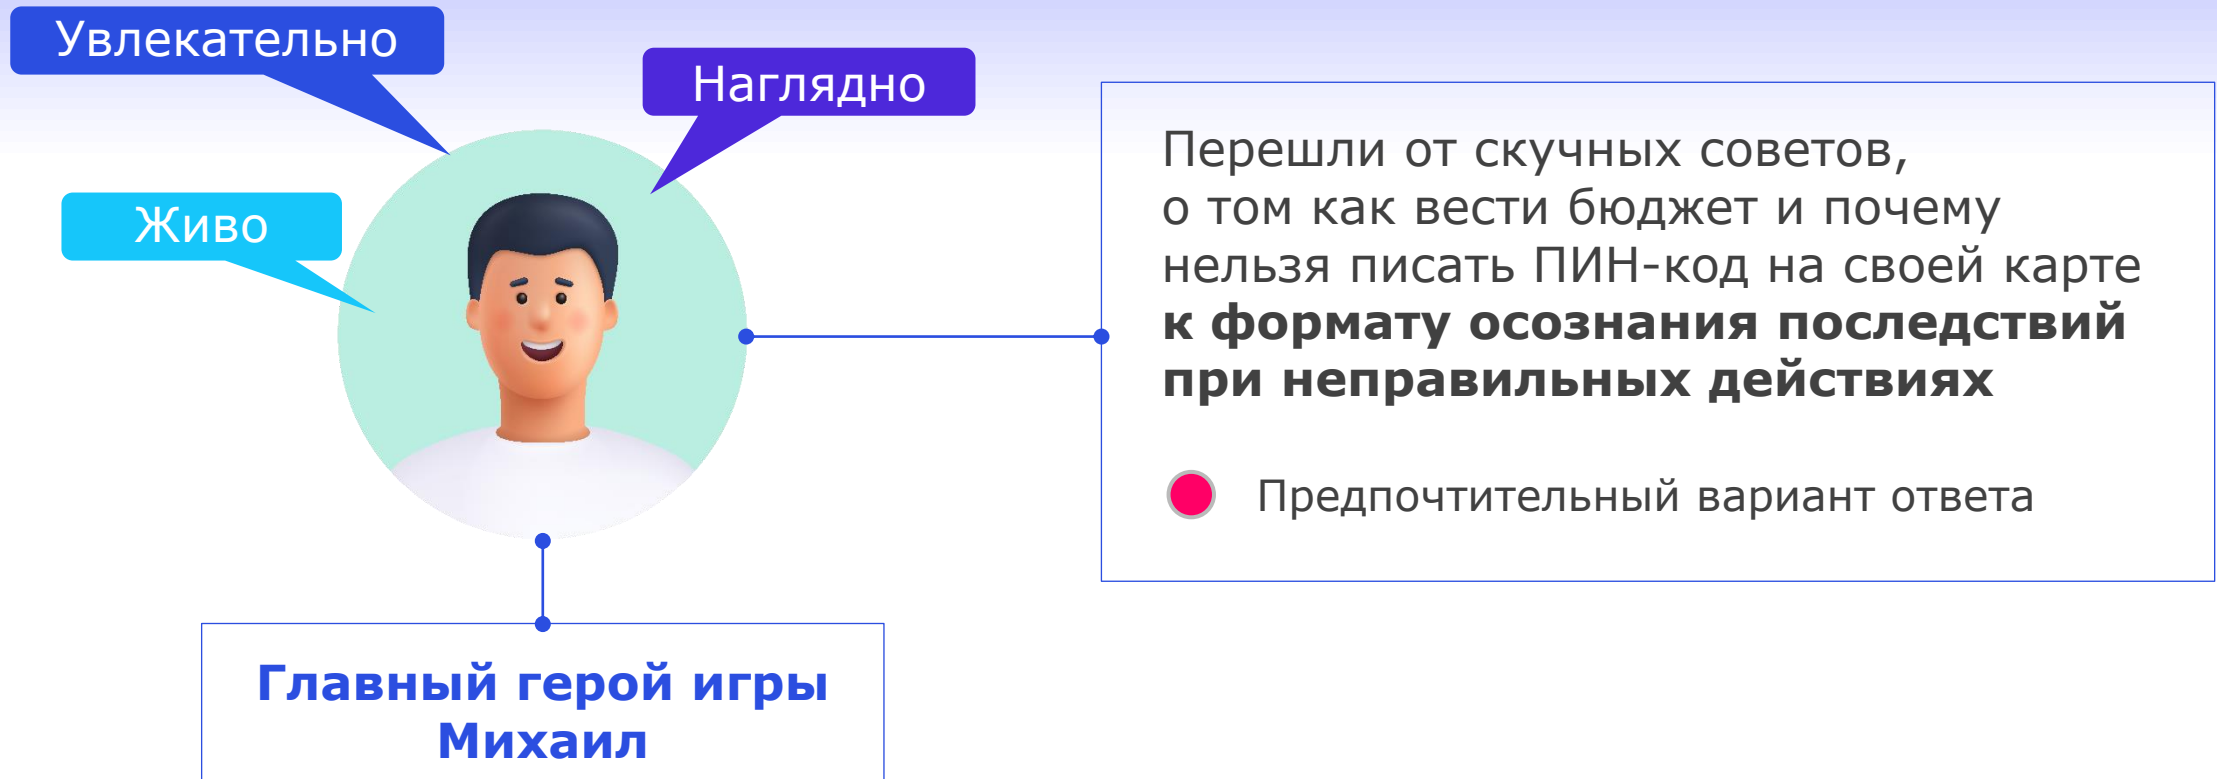 Увлекательно
Наглядно
Живо
Перешли от скучных советов,
о том как вести бюджет и почему
нельзя писать ПИН-код на своей карте
к формату осознания последствий
при неправильных действиях
Предпочтительный вариант ответа
Главный герой игры
Михаил